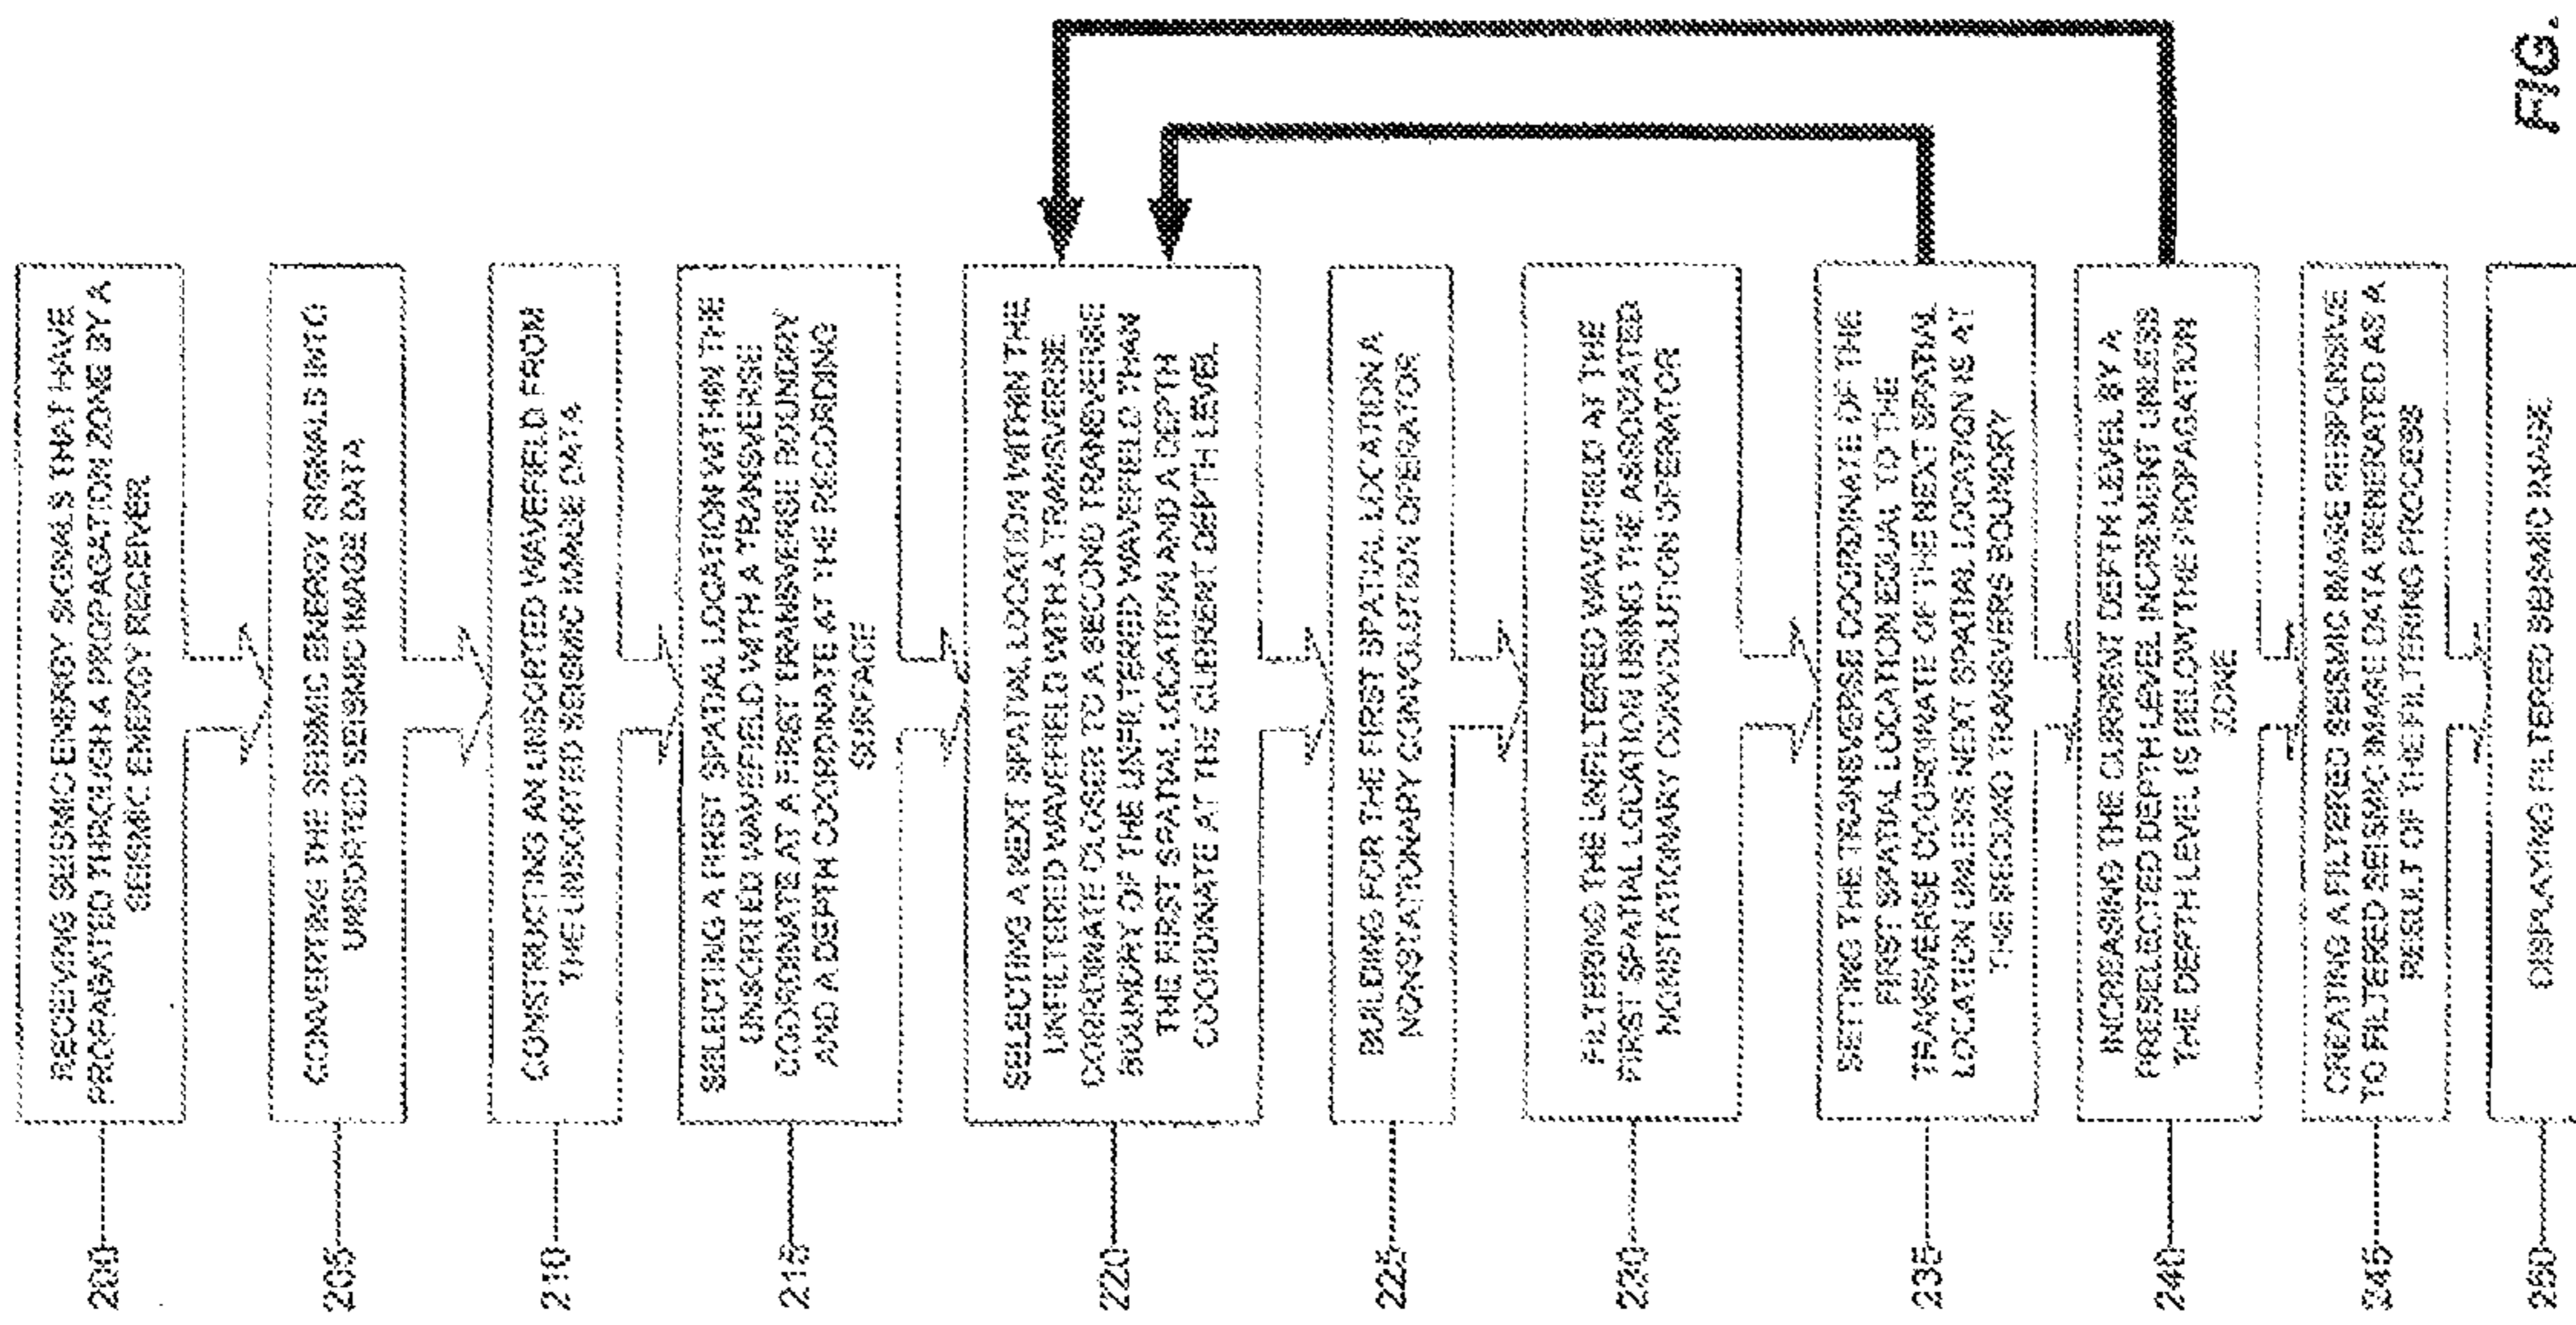 200
RECEIVING SEISMIC ENERGY SIGNALS THAT HAVE
PROPAGATED THROUGH A PROPAGATION ZONE BY A
SEISMIC ENERGY RECEIVER
205
CONVERTING THE SEISMIC ENERGY SIGNALS INTO
UNSORTED SEISMIC IMAGE DATA
210
CONSTRUCTING AN UNSORTED WAVEFIELD FROM
THE UNSORTED SEISMIC IMAGE DATA
215
SELECTING A FIRST SPATIAL LOCATION WITHIN THE
UNSORTED WAVEFIELD WITH A TRANSVERSE
COORDINATE AT A FIRST TRANSVERSE BOUNDRY
AND A DEPTH COORDINATE AT THE RECORDING
SURFACE
220
SELECTING A NEXT SPATIAL LOCATION WITHIN THE
UNFILTERED WAVEFIELD WITH A TRANSVERSE
COORDINATE CLOSER TO A SECOND TRANSVERSE
BOUNDRY OF THE UNFILTERED WAVEFIELD THAN
THE FIRST SPATIAL LOCATION AND A DEPTH
COORDINATE AT THE CURRENT DEPTH LEVEL
225
BUILDING FOR THE FIRST SPATIAL LOCATION A
NONSTATIONARY CONVOLUTION OPERATOR
230
FILTERING THE UNFILTERED WAVEFIELD AT THE
FIRST SPATIAL LOCATION USING THE ASSOCIATED
NONSTATIONARY CONVOLUTION OPERATOR
235
SETTING THE TRANSVERSE COORDINATE OF THE
FIRST SPATIAL LOCATION EQUAL TO THE
TRANSVERSE COORDINATE OF THE NEXT SPATIAL
LOCATION UNLESS NEXT SPATIAL LOCATION IS AT
THE SECOND TRANSVERS BOUNDRY
240
INCREASING THE CURRENT DEPTH LEVEL BY A
PRESELECTED DEPTH LEVEL INCREMENT UNLESS
THE DEPTH LEVEL IS BELOW THE PROPAGATION
ZONE
245
CREATING A FILTERED SEISMIC IMAGE RESPONSIVE
TO FILTERED SEISMIC IMAGE DATA GENERATED AS A
RESULT OF THE FILTERING PROCESS
250
DISPLAYING FILTERED SEISMIC IMAGE
FIG.